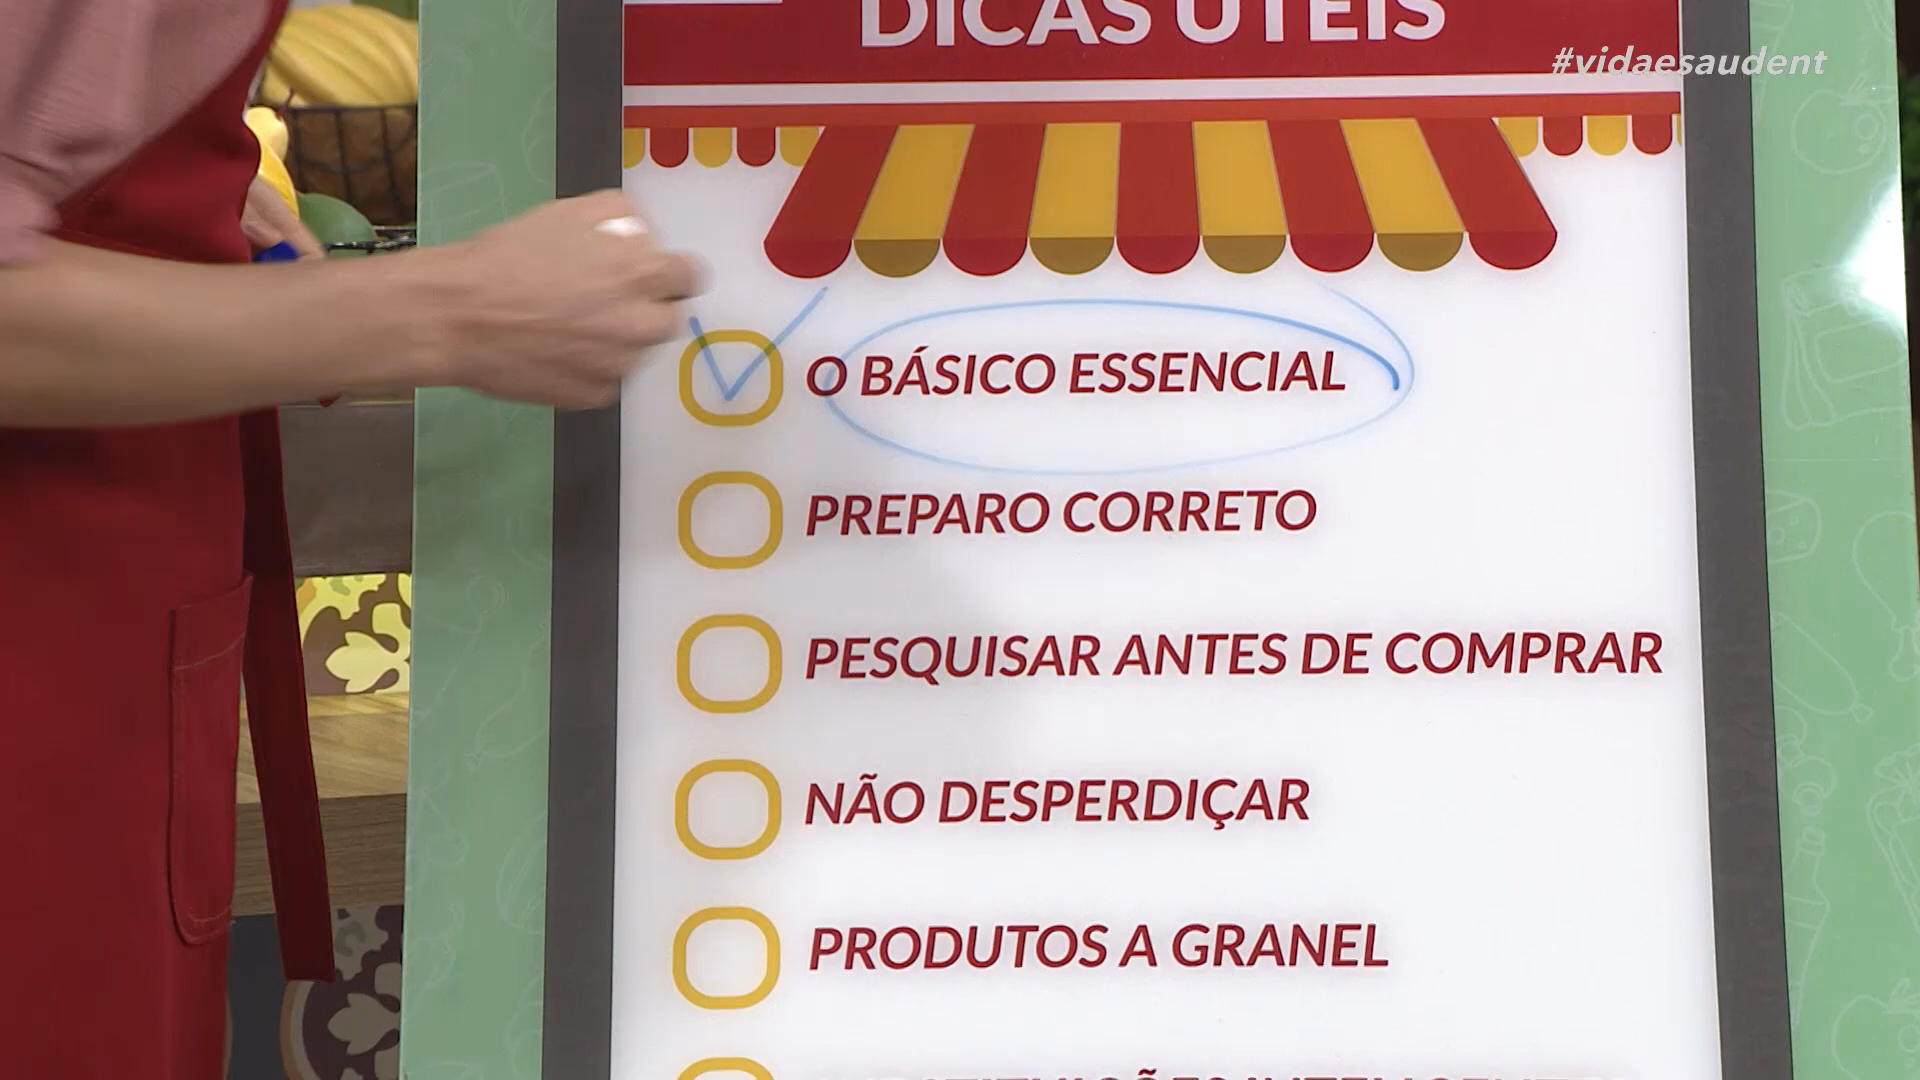 DICAS ÚTEIS
#vidaesaudent
O BÁSICO ESSENCIAL
PREPARO CORRETO
PESQUISAR ANTES DE COMPRAR
NÃO DESPERDIÇAR
PRODUTOS A GRANEL